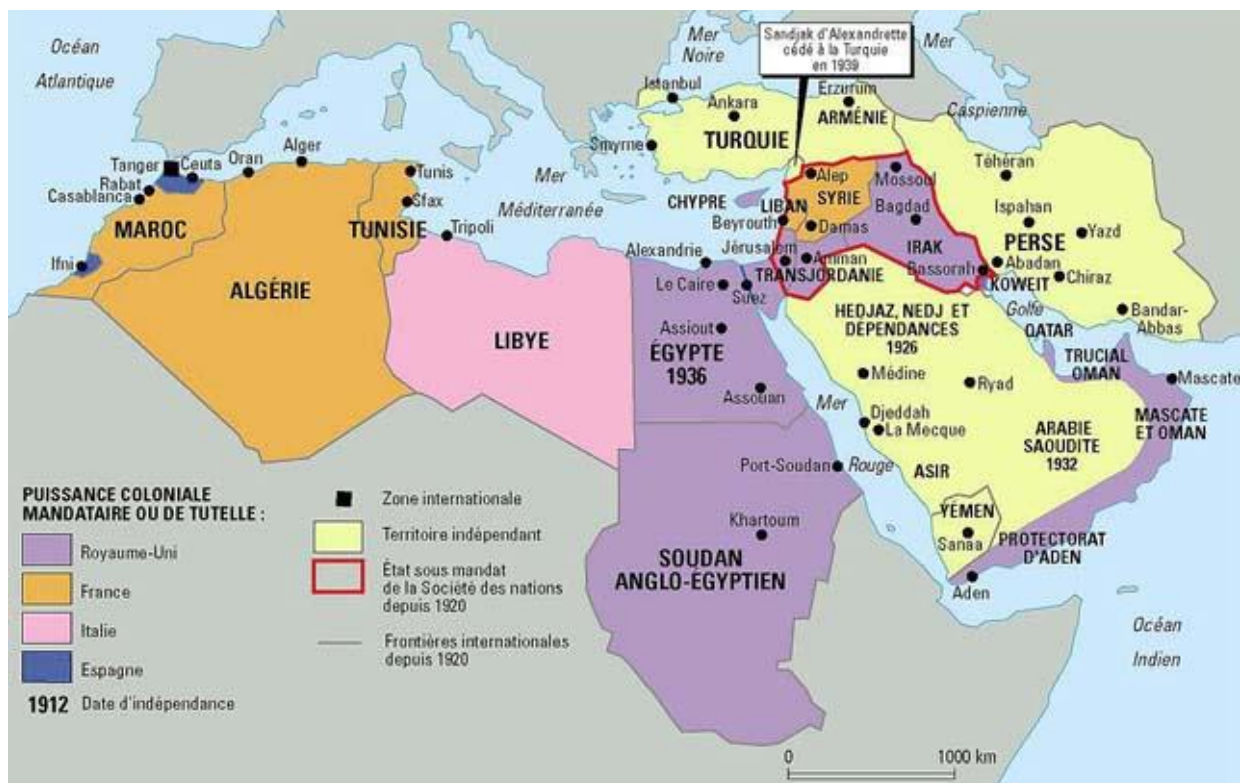 Océan
Atlantique
Mer
Noire
Sandjak d'Alexandrette
cédé à la Turquie
en 1939
Mer
Caspienne
Istanbul
Ankara
Erzurum
ARMÉNIE
TURQUIE
Smyrne
Téhéran
Ispahan
Yazd
PERSE
Abadan
Chiraz
Bandar-
Abbas
Tanger
Ceuta
Oran
Alger
Tunis
Rabat
Casablanca
Sfax
MAROC
TUNISIE
Tripoli
Ifni
ALGÉRIE
LIBYE
Mer
Méditerranée
CHYPRE
Alep
SYRIE
Mossoul
LIBAN
Bagdad
Beyrouth
Damas
IRAK
Jérusalem
Amman
Bassorah
TRANSJORDANIE
KOWEIT
Alexandrie
Le Caire
Suez
Assiout
ÉGYPTE
1936
Assouan
HEDJAZ, NEDJ ET
DÉPENDANCES
1926
Golfe
QATAR
TRUCIAL
OMAN
Mascate
MASCATE
ET OMAN
Médine
Ryad
Mer
Rouge
Djeddah
La Mecque
ARABIE
SAOUDITE
1932
ASIR
Port-Soudan
YÉMEN
Sanaa
PROTECTORAT
D'ADEN
Aden
Khartoum
SOUDAN
ANGLO-ÉGYPTIEN
Océan
Indien
PUISSANCE COLONIALE
MANDATAIRE OU DE TUTELLE :
Royaume-Uni
France
Italie
Espagne
1912 Date d'indépendance
Zone internationale
Territoire indépendant
État sous mandat
de la Société des nations
depuis 1920
Frontières internationales
depuis 1920
0 1000 km